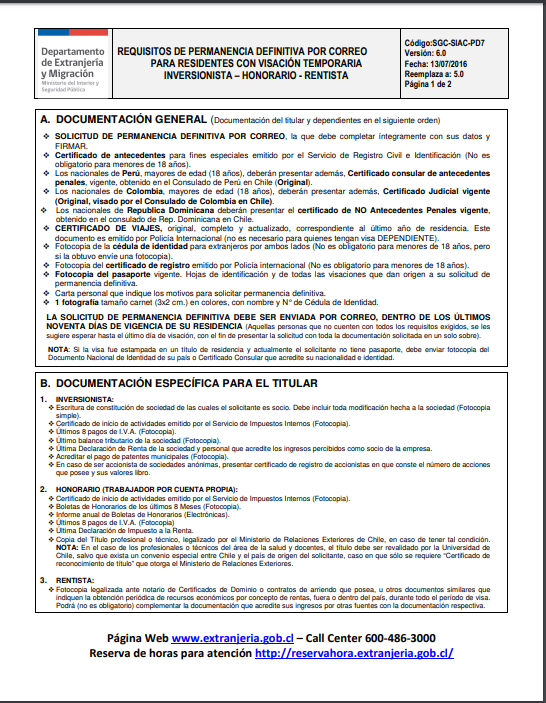 Departamento
de Extranjería
y Migración
Ministerio del Interior y
Seguridad Pública
REQUISITOS DE PERMANENCIA DEFINITIVA POR CORREO
PARA RESIDENTES CON VISACIÓN TEMPORARIA
INVERSIONISTA – HONORARIO - RENTISTA
Código:SGC-SIAC-PD7
Versión: 6.0
Fecha: 13/07/2016
Reemplaza a: 5.0
Página 1 de 2
A. DOCUMENTACIÓN GENERAL (Documentación del titular y dependientes en el siguiente orden)
❖ SOLICITUD DE PERMANENCIA DEFINITIVA POR CORREO, la que debe completar íntegramente con sus datos y
FIRMAR.
❖ Certificado de antecedentes para fines especiales emitido por el Servicio de Registro Civil e Identificación (No es
obligatorio para menores de 18 años).
❖ Los nacionales de Perú, mayores de edad (18 años), deberán presentar además, Certificado consular de antecedentes
penales, vigente, obtenido en el Consulado de Perú en Chile (Original).
❖ Los nacionales de Colombia, mayores de edad (18 años), deberán presentar además, Certificado Judicial vigente
(Original, visado por el Consulado de Colombia en Chile).
❖ Los nacionales de Republica Dominicana deberán presentar el certificado de NO Antecedentes Penales vigente,
obtenido en el consulado de Rep. Dominicana en Chile.
❖ CERTIFICADO DE VIAJES, original, completo y actualizado, correspondiente al último año de residencia. Este
documento es emitido por Policía Internacional (no es necesario para quienes tengan visa DEPENDIENTE).
❖ Fotocopia de la cédula de identidad para extranjeros por ambos lados (No es obligatorio para menores de 18 años, pero
si la obtuvo envíe una fotocopia).
❖ Fotocopia del certificado de registro emitido por Policía internacional (No es obligatorio para menores de 18 años).
❖ Fotocopia del pasaporte vigente. Hojas de identificación y de todas las visaciones que dan origen a su solicitud de
permanencia definitiva.
❖ Carta personal que indique los motivos para solicitar permanencia definitiva.
❖ 1 fotografía tamaño carnet (3x2 cm.) en colores, con nombre y N° de Cédula de Identidad.
LA SOLICITUD DE PERMANENCIA DEFINITIVA DEBE SER ENVIADA POR CORREO, DENTRO DE LOS ÚLTIMOS
NOVENTA DÍAS DE VIGENCIA DE SU RESIDENCIA (Aquellas personas que no cuenten con todos los requisitos exigidos, se les
sugiere esperar hasta el último día de visación, con el fin de presentar la solicitud con toda la documentación solicitada en un solo sobre).
NOTA: Si la visa fue estampada en un título de residencia y actualmente el solicitante no tiene pasaporte, debe enviar fotocopia del
Documento Nacional de Identidad de su país o Certificado Consular que acredite su nacionalidad e identidad.
B. DOCUMENTACIÓN ESPECÍFICA PARA EL TITULAR
1. INVERSIONISTA:
❖ Escritura de constitución de sociedad de las cuales el solicitante es socio. Debe incluir toda modificación hecha a la sociedad (Fotocopia
simple).
❖ Certificado de inicio de actividades emitido por el Servicio de Impuestos Internos (Fotocopia).
❖ Últimos 8 pagos de I.V.A. (Fotocopia).
❖ Último balance tributario de la sociedad (Fotocopia).
❖ Última Declaración de Renta de la sociedad y personal que acredite los ingresos percibidos como socio de la empresa.
❖ Acreditar el pago de patentes municipales (Fotocopia).
❖ En caso de ser accionista de sociedades anónimas, presentar certificado de registro de accionistas en que conste el número de acciones
que posee y sus valores libro.
2. HONORARIO (TRABAJADOR POR CUENTA PROPIA):
❖ Certificado de inicio de actividades emitido por el Servicio de Impuestos Internos (Fotocopia).
❖ Boletas de Honorarios de los últimos 8 Meses (Fotocopia).
❖ Informe anual de Boletas de Honorarios (Electrónicas).
❖ Últimos 8 pagos de I.V.A. (Fotocopia)
❖ Última Declaración de Impuesto a la Renta.
❖ Copia del Título profesional o técnico, legalizado por el Ministerio de Relaciones Exteriores de Chile, en caso de tener tal condición.
NOTA: En el caso de los profesionales o técnicos del área de la salud y docentes, el título debe ser revalidado por la Universidad de
Chile, salvo que exista un convenio especial entre Chile y el país de origen del solicitante, caso en que sólo se requiere "Certificado de
reconocimiento de título" que otorga el Ministerio de Relaciones Exteriores.
3. RENTISTA:
❖ Fotocopia legalizada ante notario de Certificados de Dominio o contratos de arriendo que posea, u otros documentos similares que
indiquen la obtención periódica de recursos económicos por concepto de rentas, fuera o dentro del país, durante todo el período de visa.
Podrá (no es obligatorio) complementar la documentación que acredite sus ingresos por otras fuentes con la documentación respectiva.
Página Web www.extranjeria.gob.cl – Call Center 600-486-3000
Reserva de horas para atención http://reservahora.extranjeria.gob.cl/